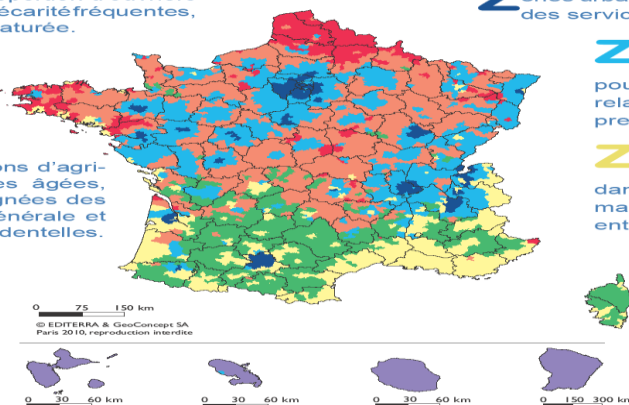 écaritéfréquentes,
aturée.
des servic
pou
rela
pre
ons d'agri-
es âgées,
gnées des
énérale et
dentelles.
dan
ma
ent
0 75 150 km
© EDITERRA & GeoConcept SA
Paris 2010, reproduction interdite
0 30 60 km
0 30 60 km
0 30 60 km
0 150 300 km